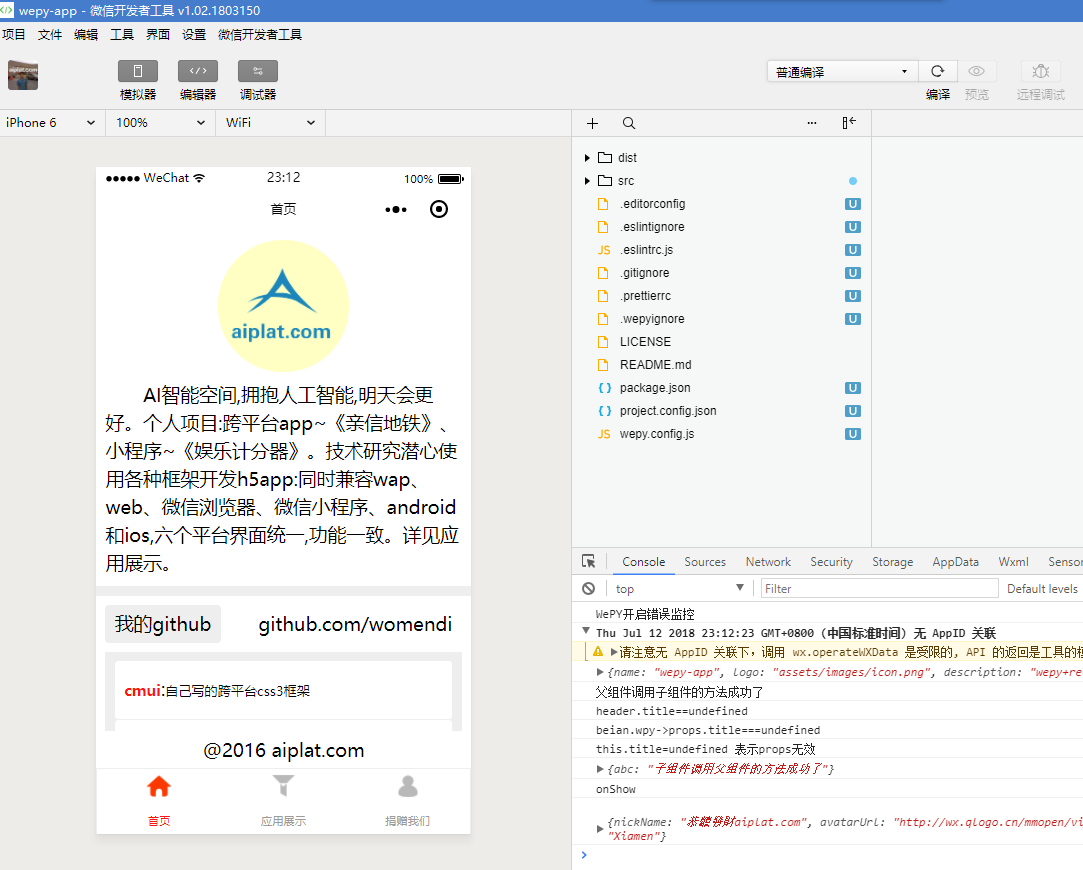 wepy-app - 微信开发者工具 v1.02.1803150
项目 文件 编辑 工具 界面 设置 微信开发者工具
模拟器 编辑器 调试器
普通编译
编译 预览 远程调试
iPhone 6 100% WiFi
WeChat 23:12 100%
首页
aiplat.com
AI智能空间,拥抱人工智能,明天会更
好。个人项目:跨平台app~《亲信地铁》、
小程序~《娱乐计分器》。技术研究潜心使
用各种框架开发h5app:同时兼容wap、
web、微信浏览器、微信小程序、android
和ios,六个平台界面统一,功能一致。详见应
用展示。
我的github github.com/womendi
cmui:自己写的跨平台css3框架
@2016 aiplat.com
首页 应用展示 捐赠我们
dist
src
.editorconfig U
.eslintignore U
JS .eslintrc.js U
.gitignore U
.prettierrc U
.wepyignore U
LICENSE
README.md
{ } package.json U
{ } project.config.json U
JS wepy.config.js U
Console Sources Network Security Storage AppData Wxml Sensor
top Filter Default levels
WePY开启错误监控
Thu Jul 12 2018 23:12:23 GMT+0800 (中国标准时间) 无 AppID 关联
请注意无 AppID 关联下，调用 wx.operateWXData 是受限的, API 的返回是工具的模
{name: "wepy-app", logo: "assets/images/icon.png", description: "wepy+re
父组件调用子组件的方法成功了
header.title==undefined
beian.wpy->props.title===undefined
this.title=undefined 表示props无效
{abc: "子组件调用父组件的方法成功了"}
onShow
{nickName: "恭禧發財aiplat.com", avatarUrl: "http://wx.qlogo.cn/mmopen/vi
"Xiamen"}